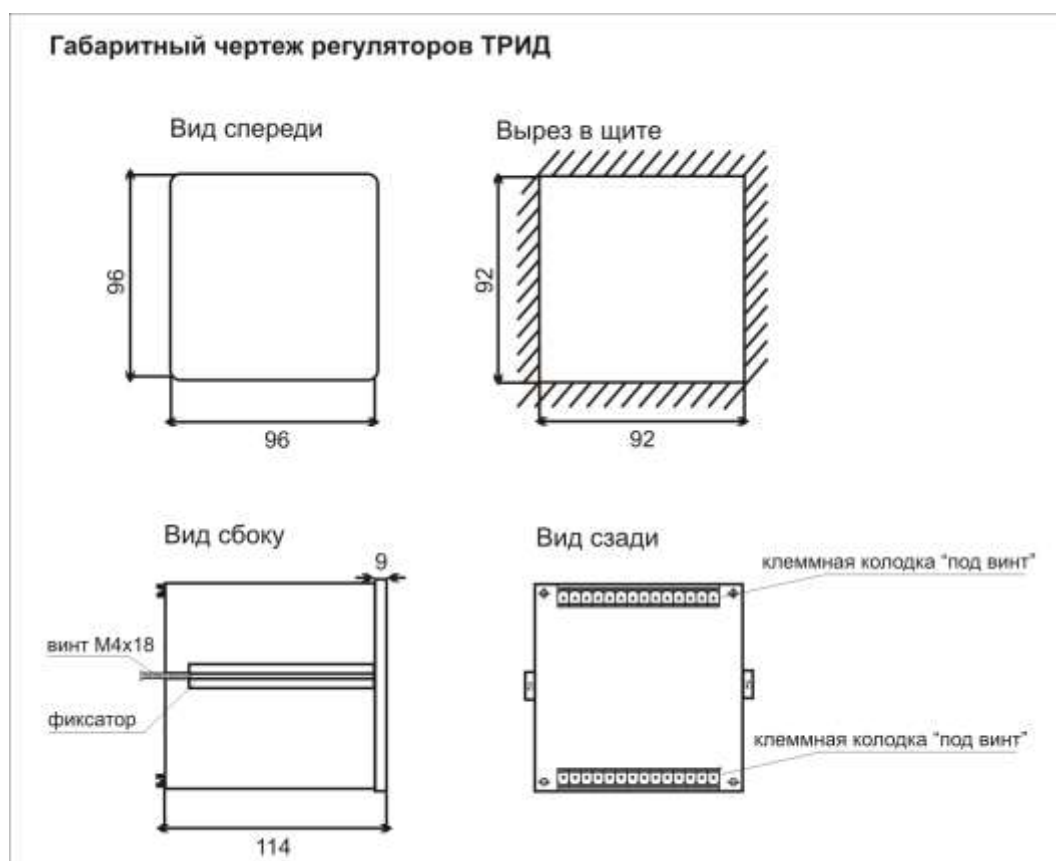 Габаритный чертеж регуляторов ТРИД
Вид спереди
Вырез в щите
96
92
96
92
Вид сбоку
Вид сзади
9
клеммная колодка “под винт”
винт М4х18
фиксатор
клеммная колодка “под винт”
114